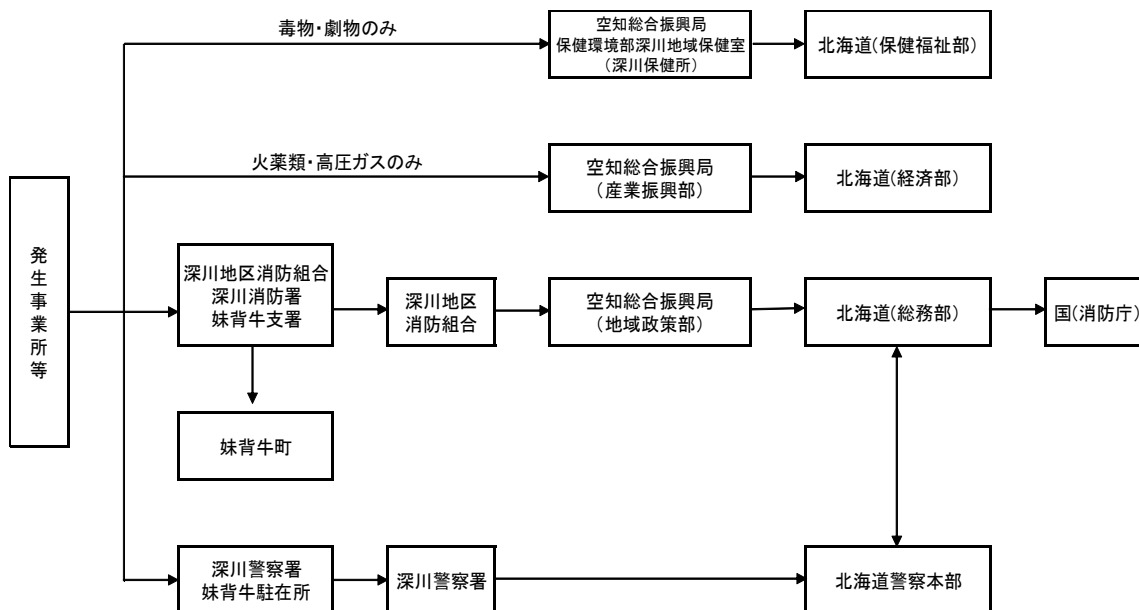 毒物・劇物のみ
空知総合振興局
保健環境部深川地域保健室
(深川保健所)
北海道(保健福祉部)
火薬類・高圧ガスのみ
空知総合振興局
(産業振興部)
北海道(経済部)
発生事業所等
深川地区消防組合
深川消防署
妹背牛支署
深川地区
消防組合
空知総合振興局
(地域政策部)
北海道(総務部)
国(消防庁)
妹背牛町
深川警察署
妹背牛駐在所
深川警察署
北海道警察本部